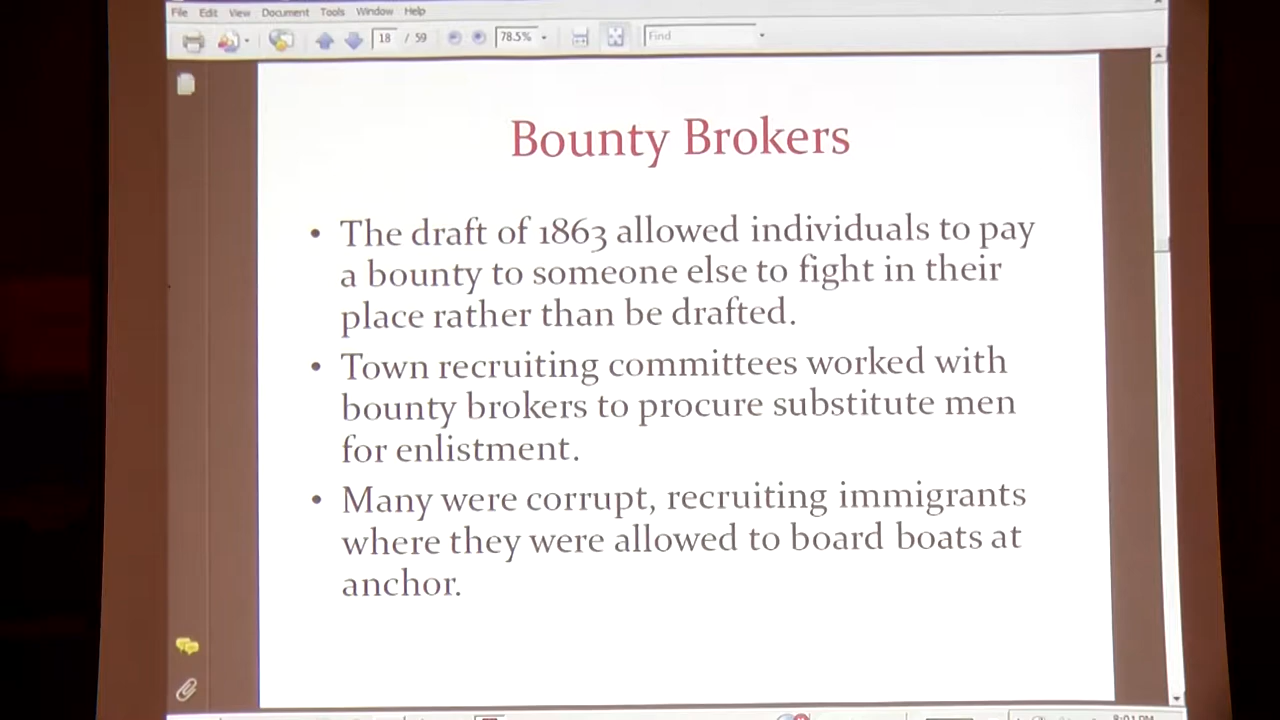 File Edit View Document Tools Window Help
18 / 59 78.5% Find
Bounty Brokers
• The draft of 1863 allowed individuals to pay
a bounty to someone else to fight in their
place rather than be drafted.
• Town recruiting committees worked with
bounty brokers to procure substitute men
for enlistment.
• Many were corrupt, recruiting immigrants
where they were allowed to board boats at
anchor.